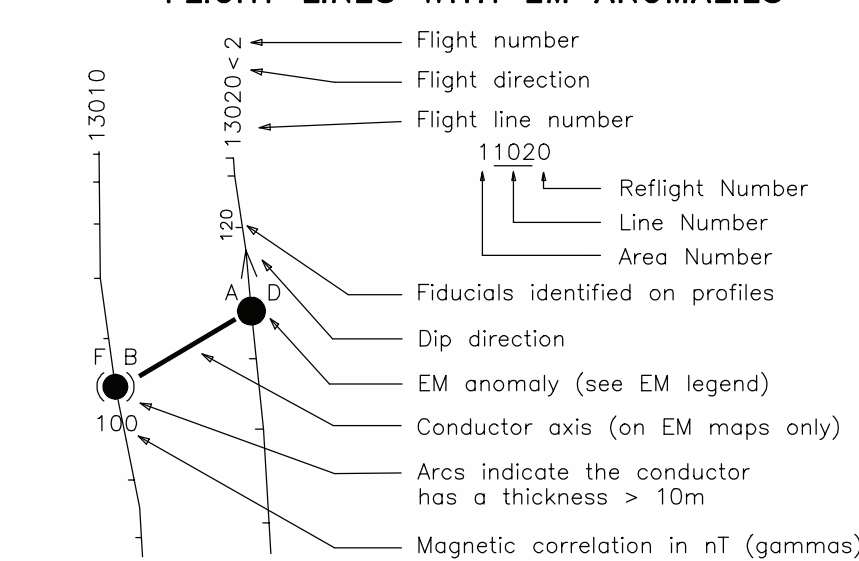 FLIGHT LINES WITH EM ANOMALIES
13010
13020 < 2
Flight number
Flight direction
Flight line number
11020
Reflight Number
Line Number
Area Number
120
Fiducials identified on profiles
A D
Dip direction
F B
EM anomaly (see EM legend)
100
Conductor axis (on EM maps only)
Arcs indicate the conductor
has a thickness > 10m
Magnetic correlation in nT (gammas)